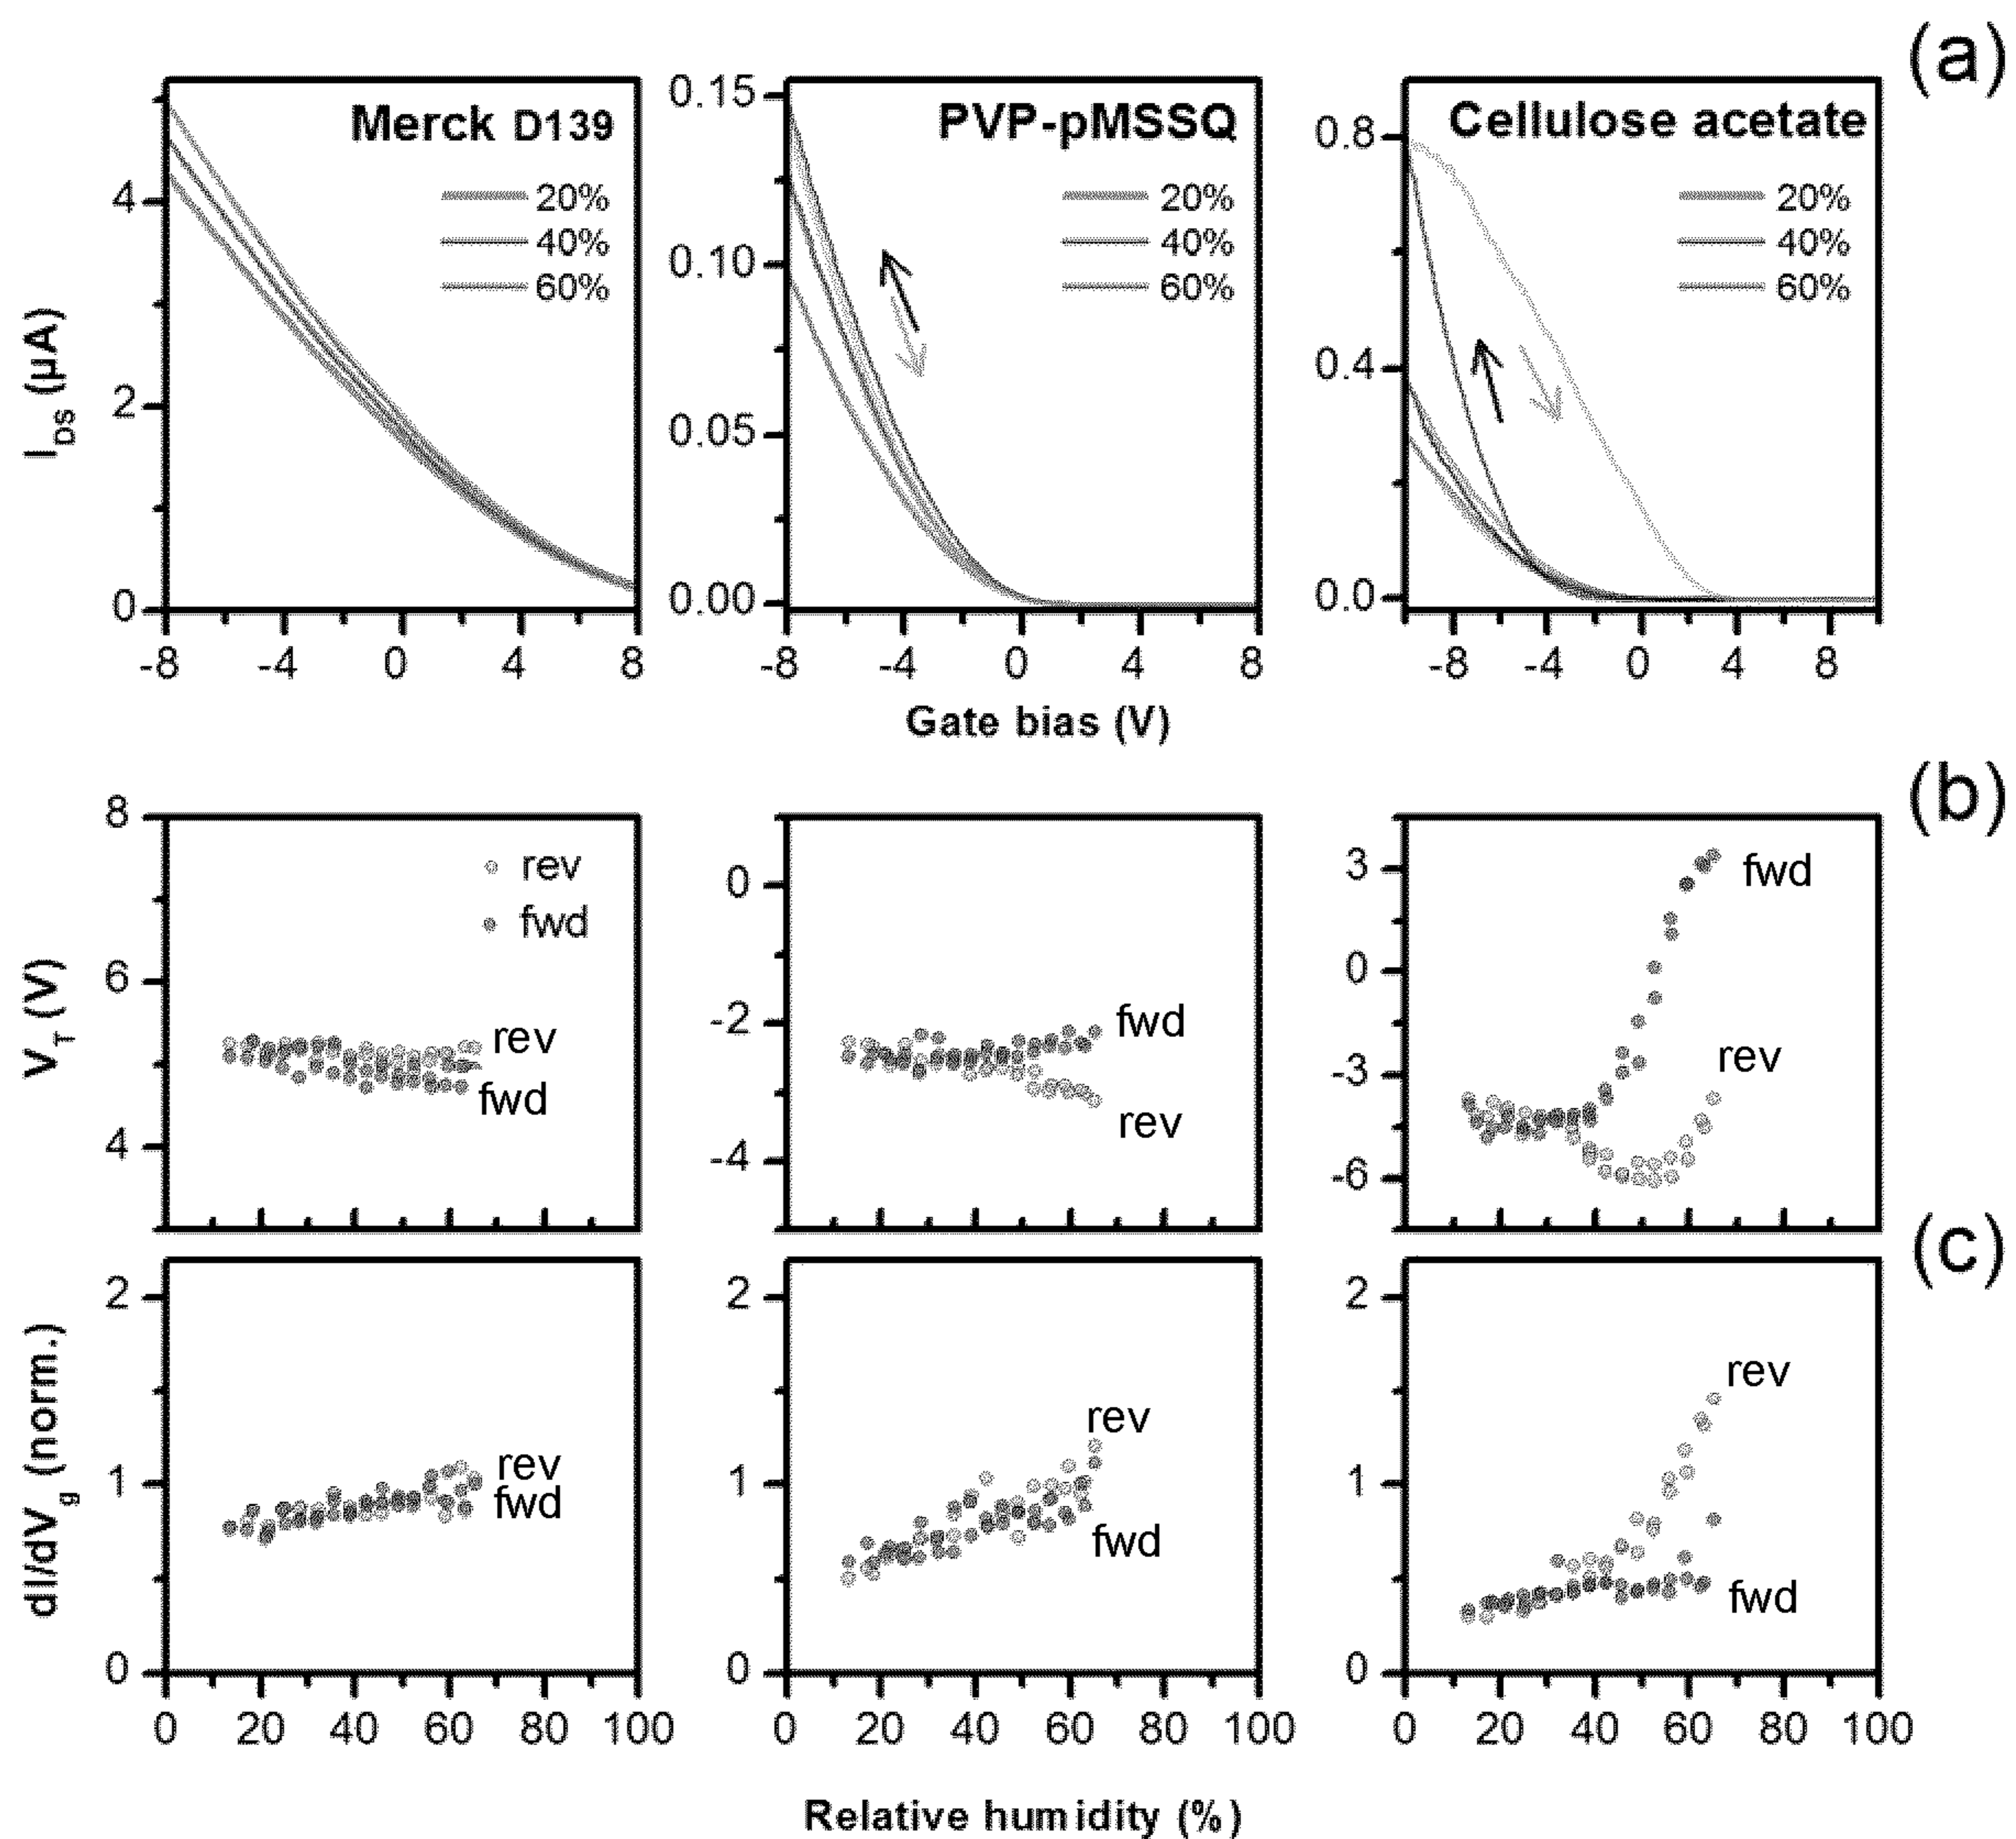 (a)
Merck D139
20%
40%
60%
4
2
0
-8 -4 0 4 8
PVP-pMSSQ
20%
40%
60%
0.15
0.10
0.05
0.00
-8 -4 0 4 8
Cellulose acetate
20%
40%
60%
0.8
0.4
0.0
-8 -4 0 4 8
IDS (μA)
Gate bias (V)
(b)
VT (V)
8
6
4
rev
fwd
rev
fwd
0
-2
-4
fwd
rev
3
0
-3
-6
fwd
rev
(c)
dI/dVg (norm.)
2
1
0
rev
fwd
0 20 40 60 80 100
2
1
0
rev
fwd
0 20 40 60 80 100
2
1
0
rev
fwd
0 20 40 60 80 100
Relative humidity (%)